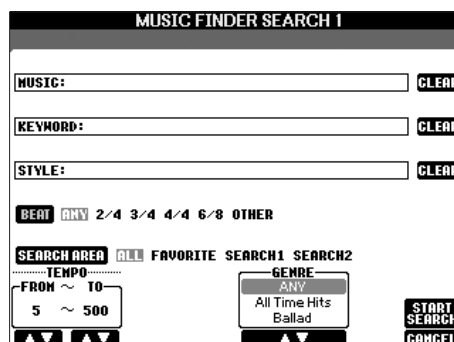 MUSIC FINDER SEARCH 1
MUSIC: CLEAR
KEYWORD: CLEAR
STYLE: CLEAR
BEAT ANY 2/4 3/4 4/4 6/8 OTHER
SEARCH AREA ALL FAVORITE SEARCH1 SEARCH2
TEMPO
FROM ~ TO
5 ~ 500
GENRE
ANY
All Time Hits
Ballad
START
SEARCH
CANCEL